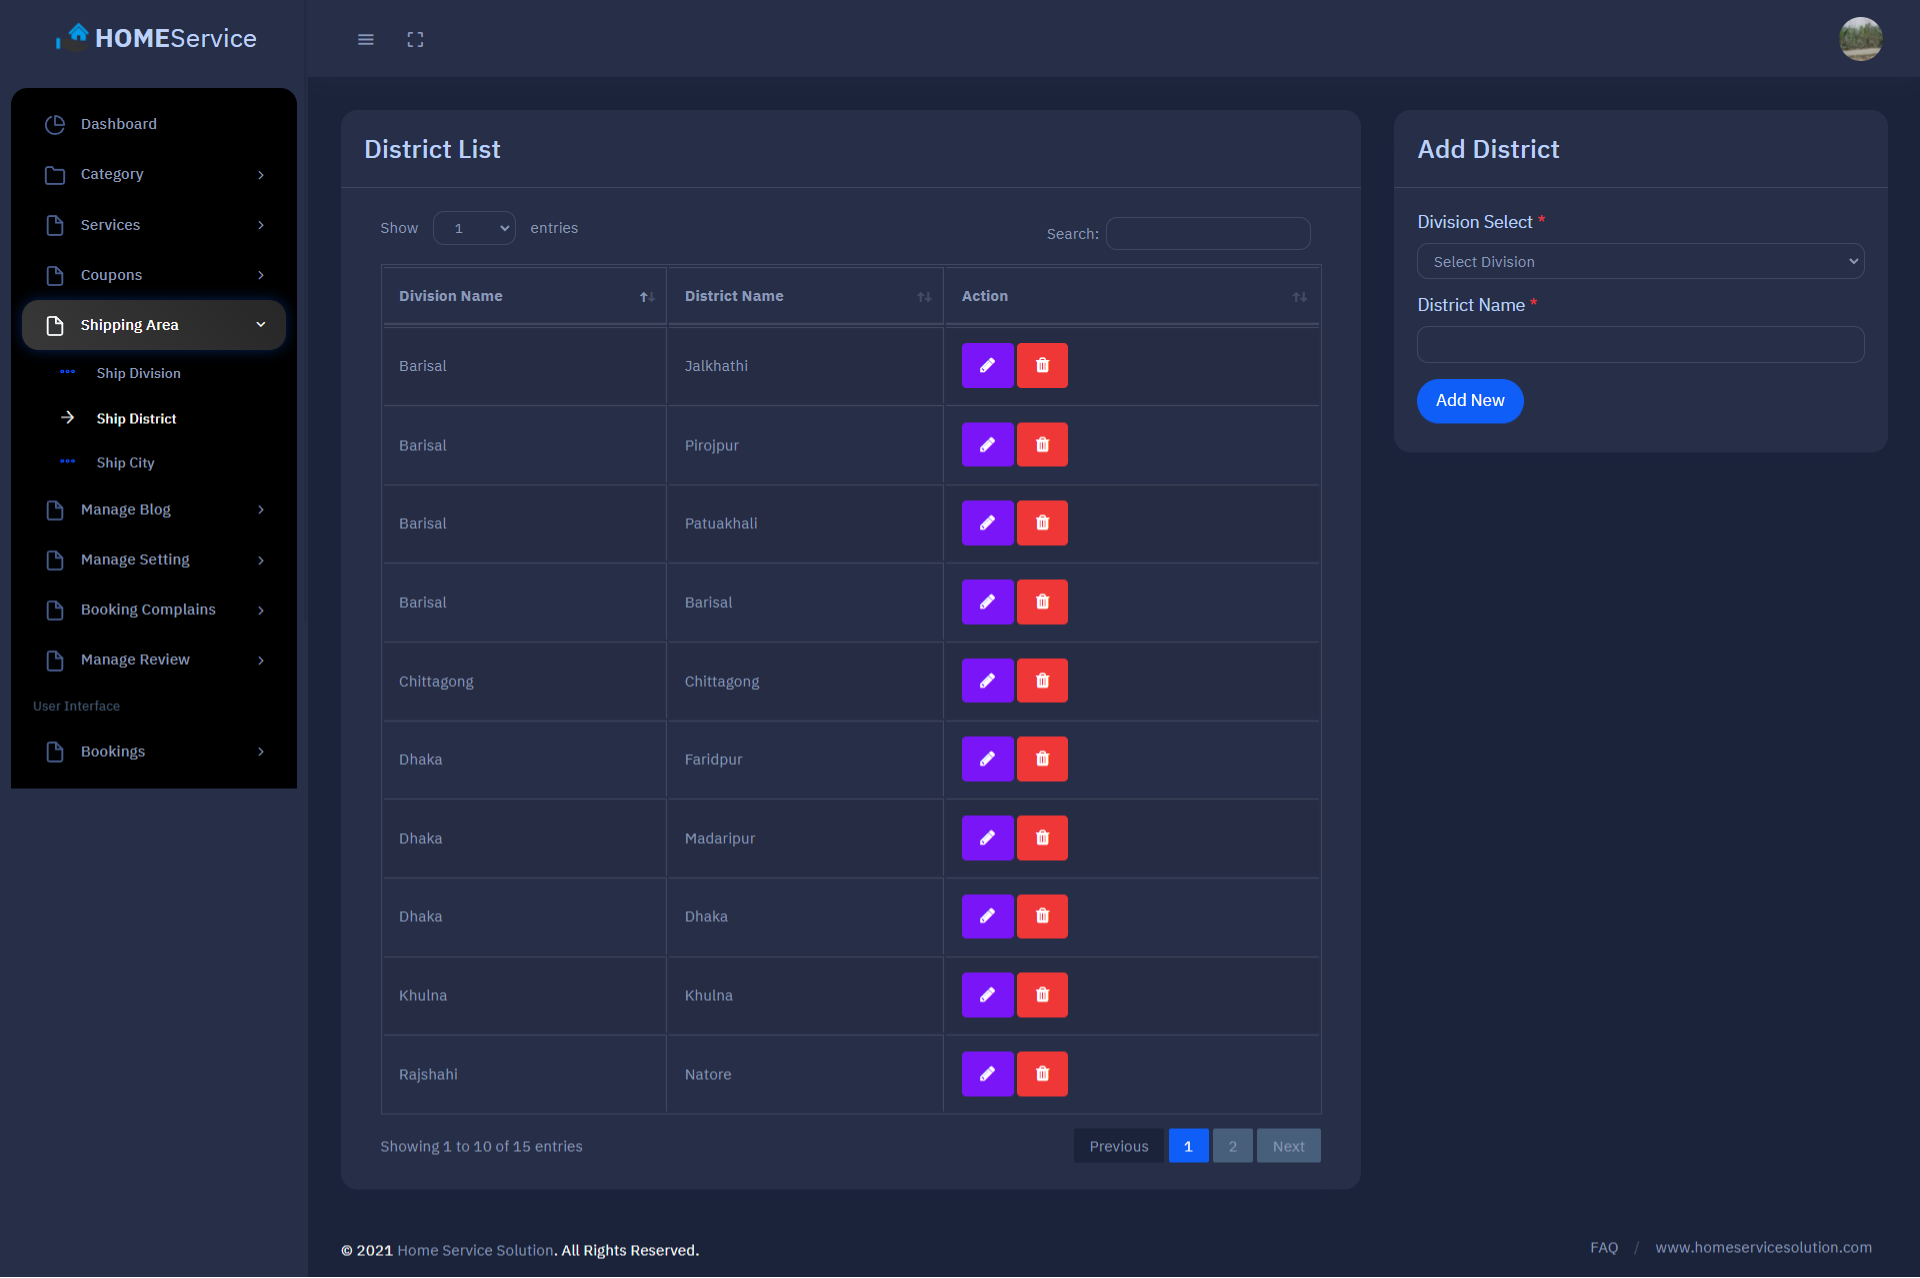 HOMEService
Dashboard
Category
Services
Coupons
Shipping Area
Ship Division
Ship District
Ship City
Manage Blog
Manage Setting
Booking Complains
Manage Review
User Interface
Bookings
District List
Show 1 entries
Search:
Division Name District Name Action
Barisal Jalkhathi
Barisal Pirojpur
Barisal Patuakhali
Barisal Barisal
Chittagong Chittagong
Dhaka Faridpur
Dhaka Madaripur
Dhaka Dhaka
Khulna Khulna
Rajshahi Natore
Showing 1 to 10 of 15 entries
Previous 1 2 Next
Add District
Division Select *
Select Division
District Name *
Add New
© 2021 Home Service Solution. All Rights Reserved.
FAQ / www.homeservicesolution.com